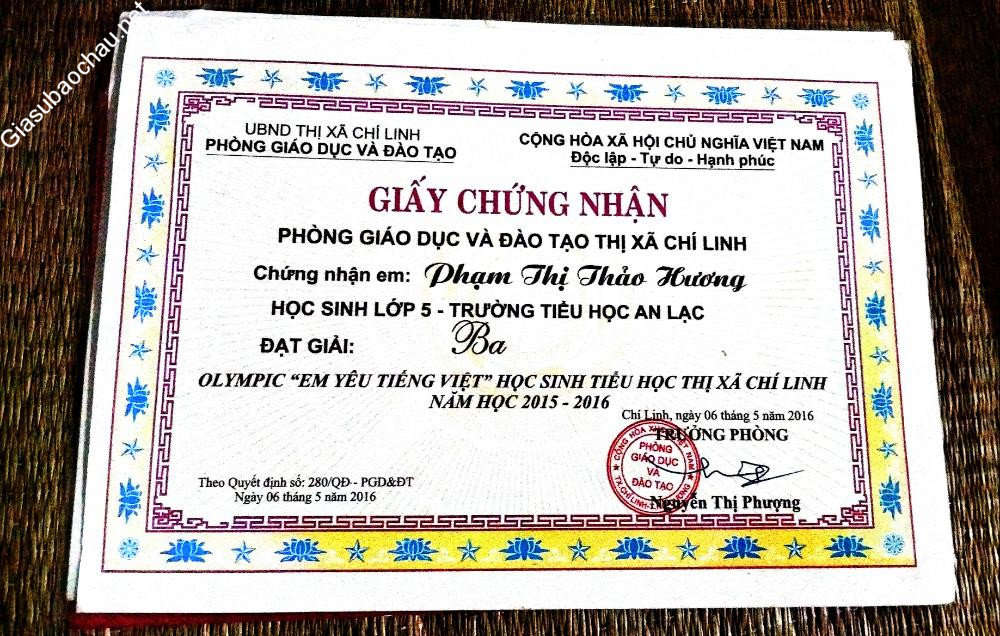 Giasubaochau.net
UBND THỊ XÃ CHÍ LINH
PHÒNG GIÁO DỤC VÀ ĐÀO TẠO
CỘNG HÒA XÃ HỘI CHỦ NGHĨA VIỆT NAM
Độc lập - Tự do - Hạnh phúc
GIẤY CHỨNG NHẬN
PHÒNG GIÁO DỤC VÀ ĐÀO TẠO THỊ XÃ CHÍ LINH
Chứng nhận em: Phạm Thị Thảo Hương
HỌC SINH LỚP 5 - TRƯỜNG TIỂU HỌC AN LẠC
ĐẠT GIẢI: Ba
OLYMPIC “EM YÊU TIẾNG VIỆT” HỌC SINH TIỂU HỌC THỊ XÃ CHÍ LINH
NĂM HỌC 2015 - 2016
Chí Linh, ngày 06 tháng 5 năm 2016
TRƯỞNG PHÒNG
PHÒNG
GIÁO DỤC
VÀ
ĐÀO TẠO
Nguyễn Thị Phượng
Theo Quyết định số: 280/QĐ - PGD&ĐT
Ngày 06 tháng 5 năm 2016